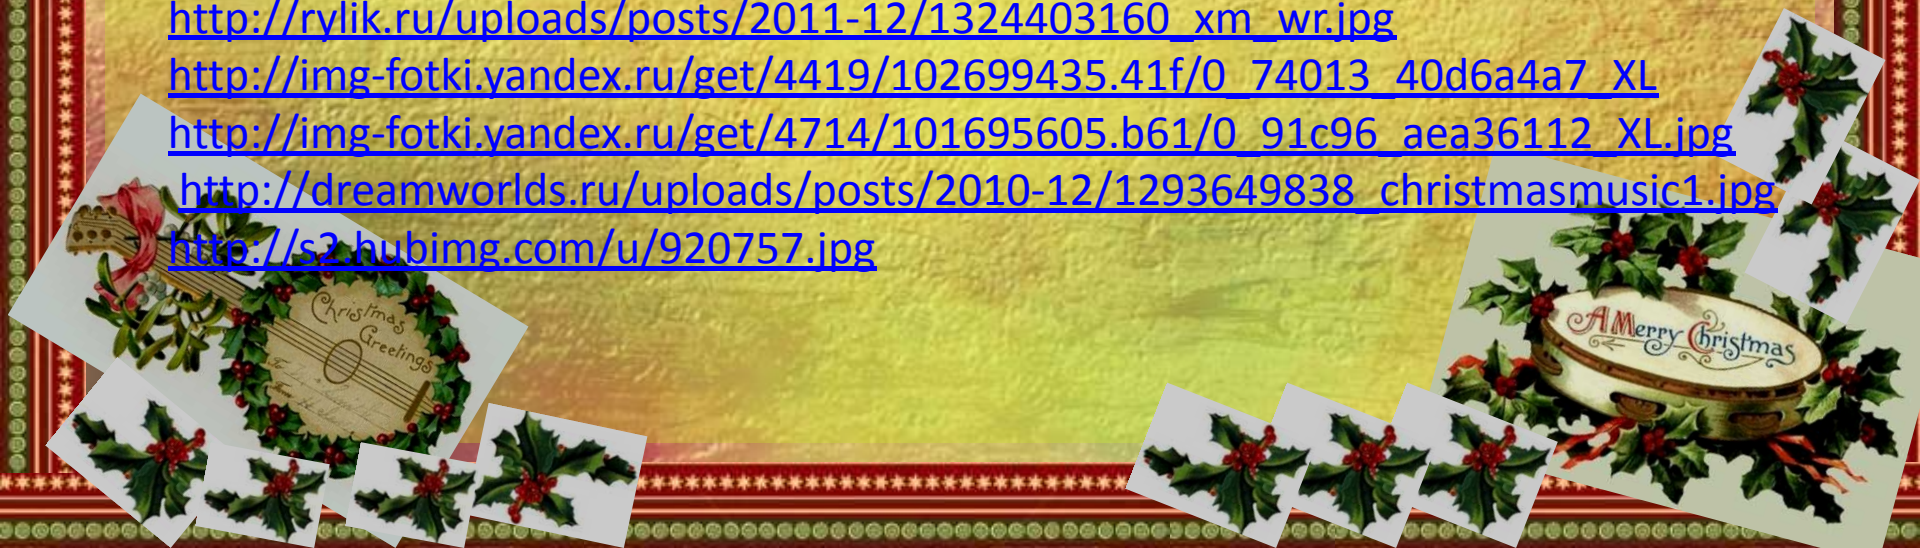 http://rylik.ru/uploads/posts/2011-12/1324403160_xm_wr.jpg
http://img-fotki.yandex.ru/get/4419/102699435.41f/0_74013_40d6a4a7_XL
http://img-fotki.yandex.ru/get/4714/101695605.b61/0_91c96_aea36112_XL.jpg
http://dreamworlds.ru/uploads/posts/2010-12/1293649838_christmasmusic1.jpg
http://s2.hubimg.com/u/920757.jpg
Christmas
Greetings
A Merry Christmas